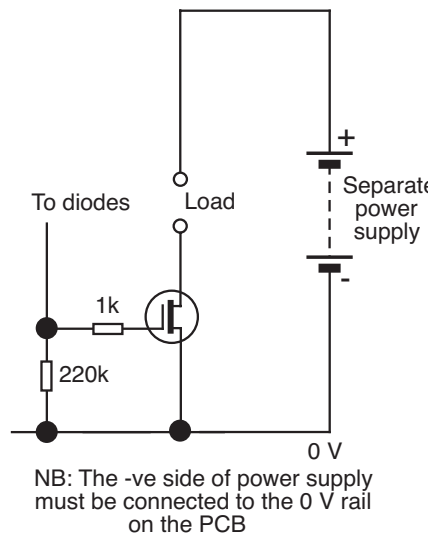 +
Separate
power
supply
-
To diodes
Load
1k
220k
0 V
NB: The -ve side of power supply
must be connected to the 0 V rail
on the PCB